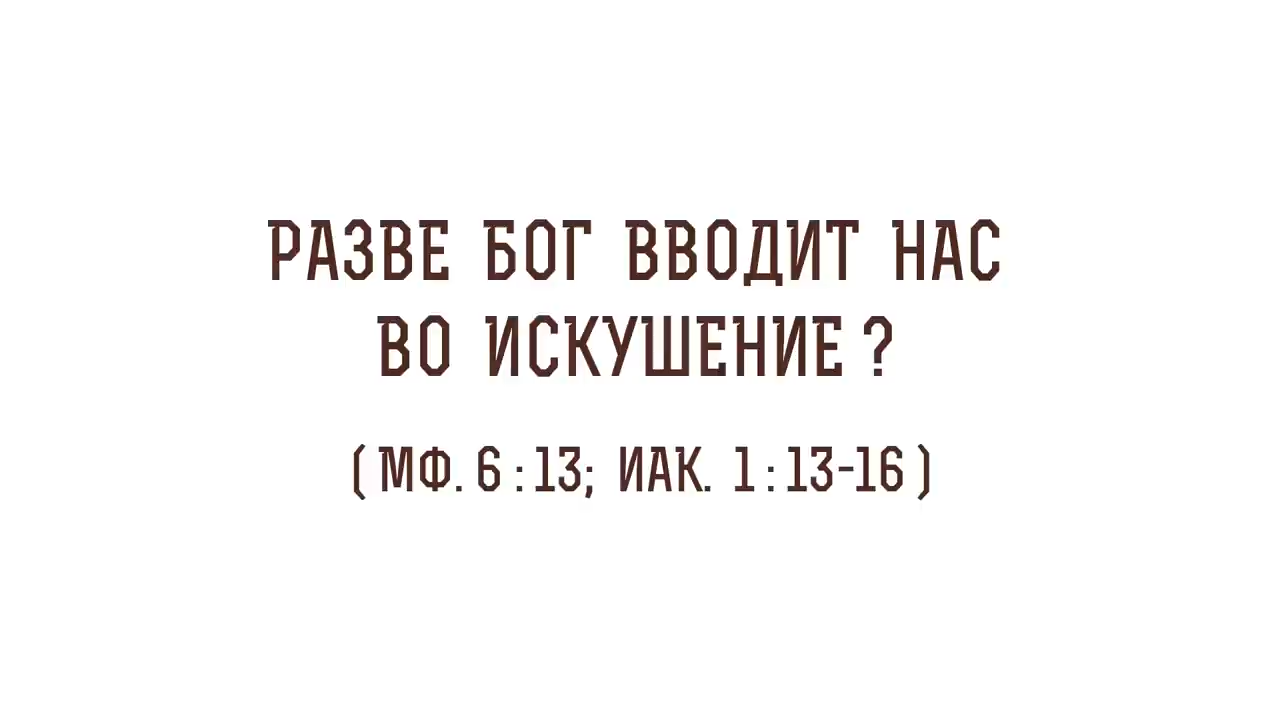 РАЗВЕ БОГ ВВОДИТ НАС
ВО ИСКУШЕНИЕ?
(МФ. 6:13; ИАК. 1:13-16)